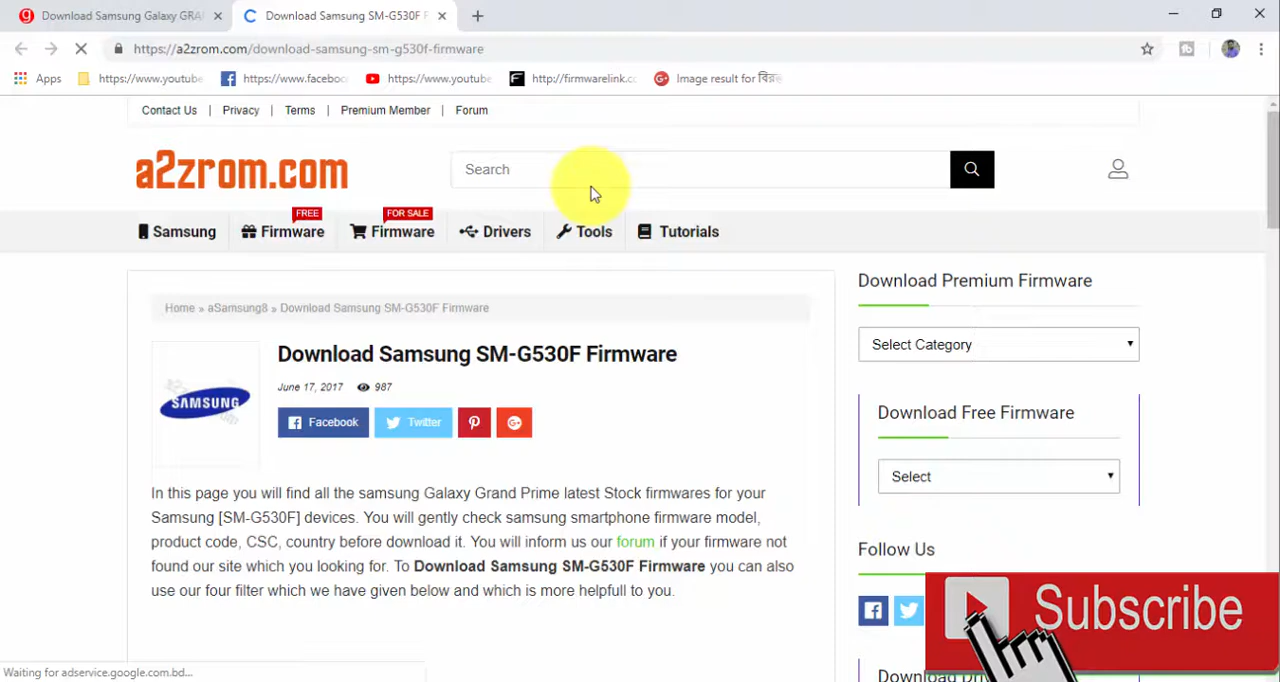 Download Samsung Galaxy GRA
Download Samsung SM-G530F F
https://a2zrom.com/download-samsung-sm-g530f-firmware
Apps https://www.youtube https://www.faceboo https://www.youtube http://firmwarelink.co Image result for বির
Contact Us | Privacy | Terms | Premium Member | Forum
a2zrom.com
Search
FREE FOR SALE
Samsung Firmware Firmware Drivers Tools Tutorials
Home » aSamsung8 » Download Samsung SM-G530F Firmware
SAMSUNG
Download Samsung SM-G530F Firmware
June 17, 2017 987
Facebook Twitter
In this page you will find all the samsung Galaxy Grand Prime latest Stock firmwares for your
Samsung [SM-G530F] devices. You will gently check samsung smartphone firmware model,
product code, CSC, country before download it. You will inform us our forum if your firmware not
found our site which you looking for. To Download Samsung SM-G530F Firmware you can also
use our four filter which we have given below and which is more helpfull to you.
Download Premium Firmware
Select Category
Download Free Firmware
Select
Follow Us
Subscribe
Waiting for adservice.google.com.bd...